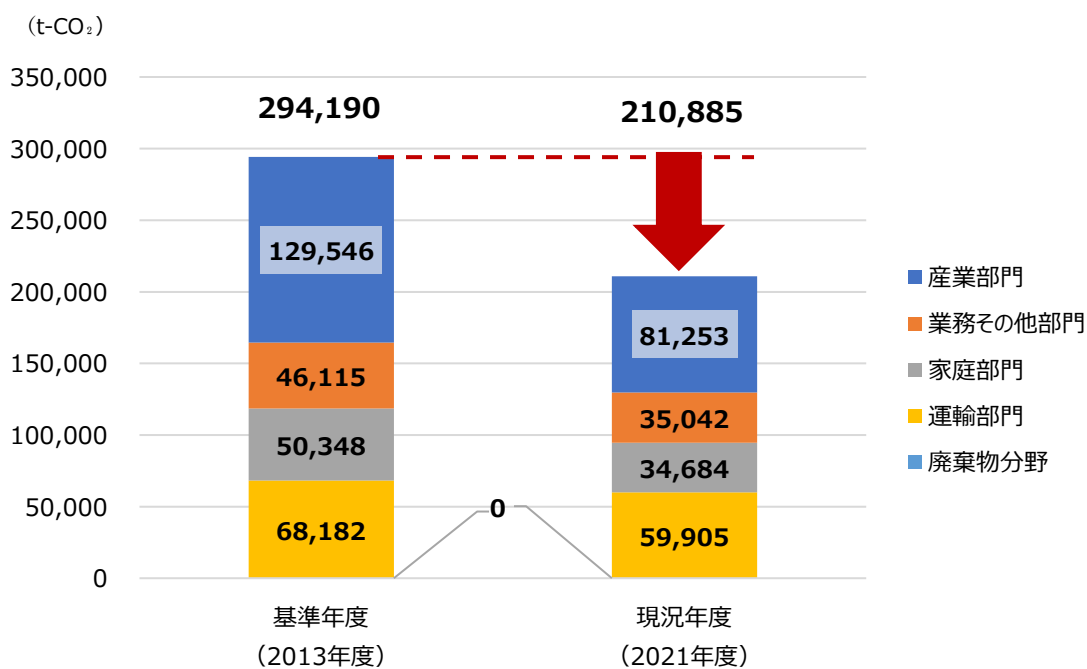 （t-CO₂）
350,000
300,000
250,000
200,000
150,000
100,000
50,000
0
294,190
210,885
129,546
46,115
50,348
68,182
0
81,253
35,042
34,684
59,905
基準年度
（2013年度）
現況年度
（2021年度）
産業部門
業務その他部門
家庭部門
運輸部門
廃棄物分野